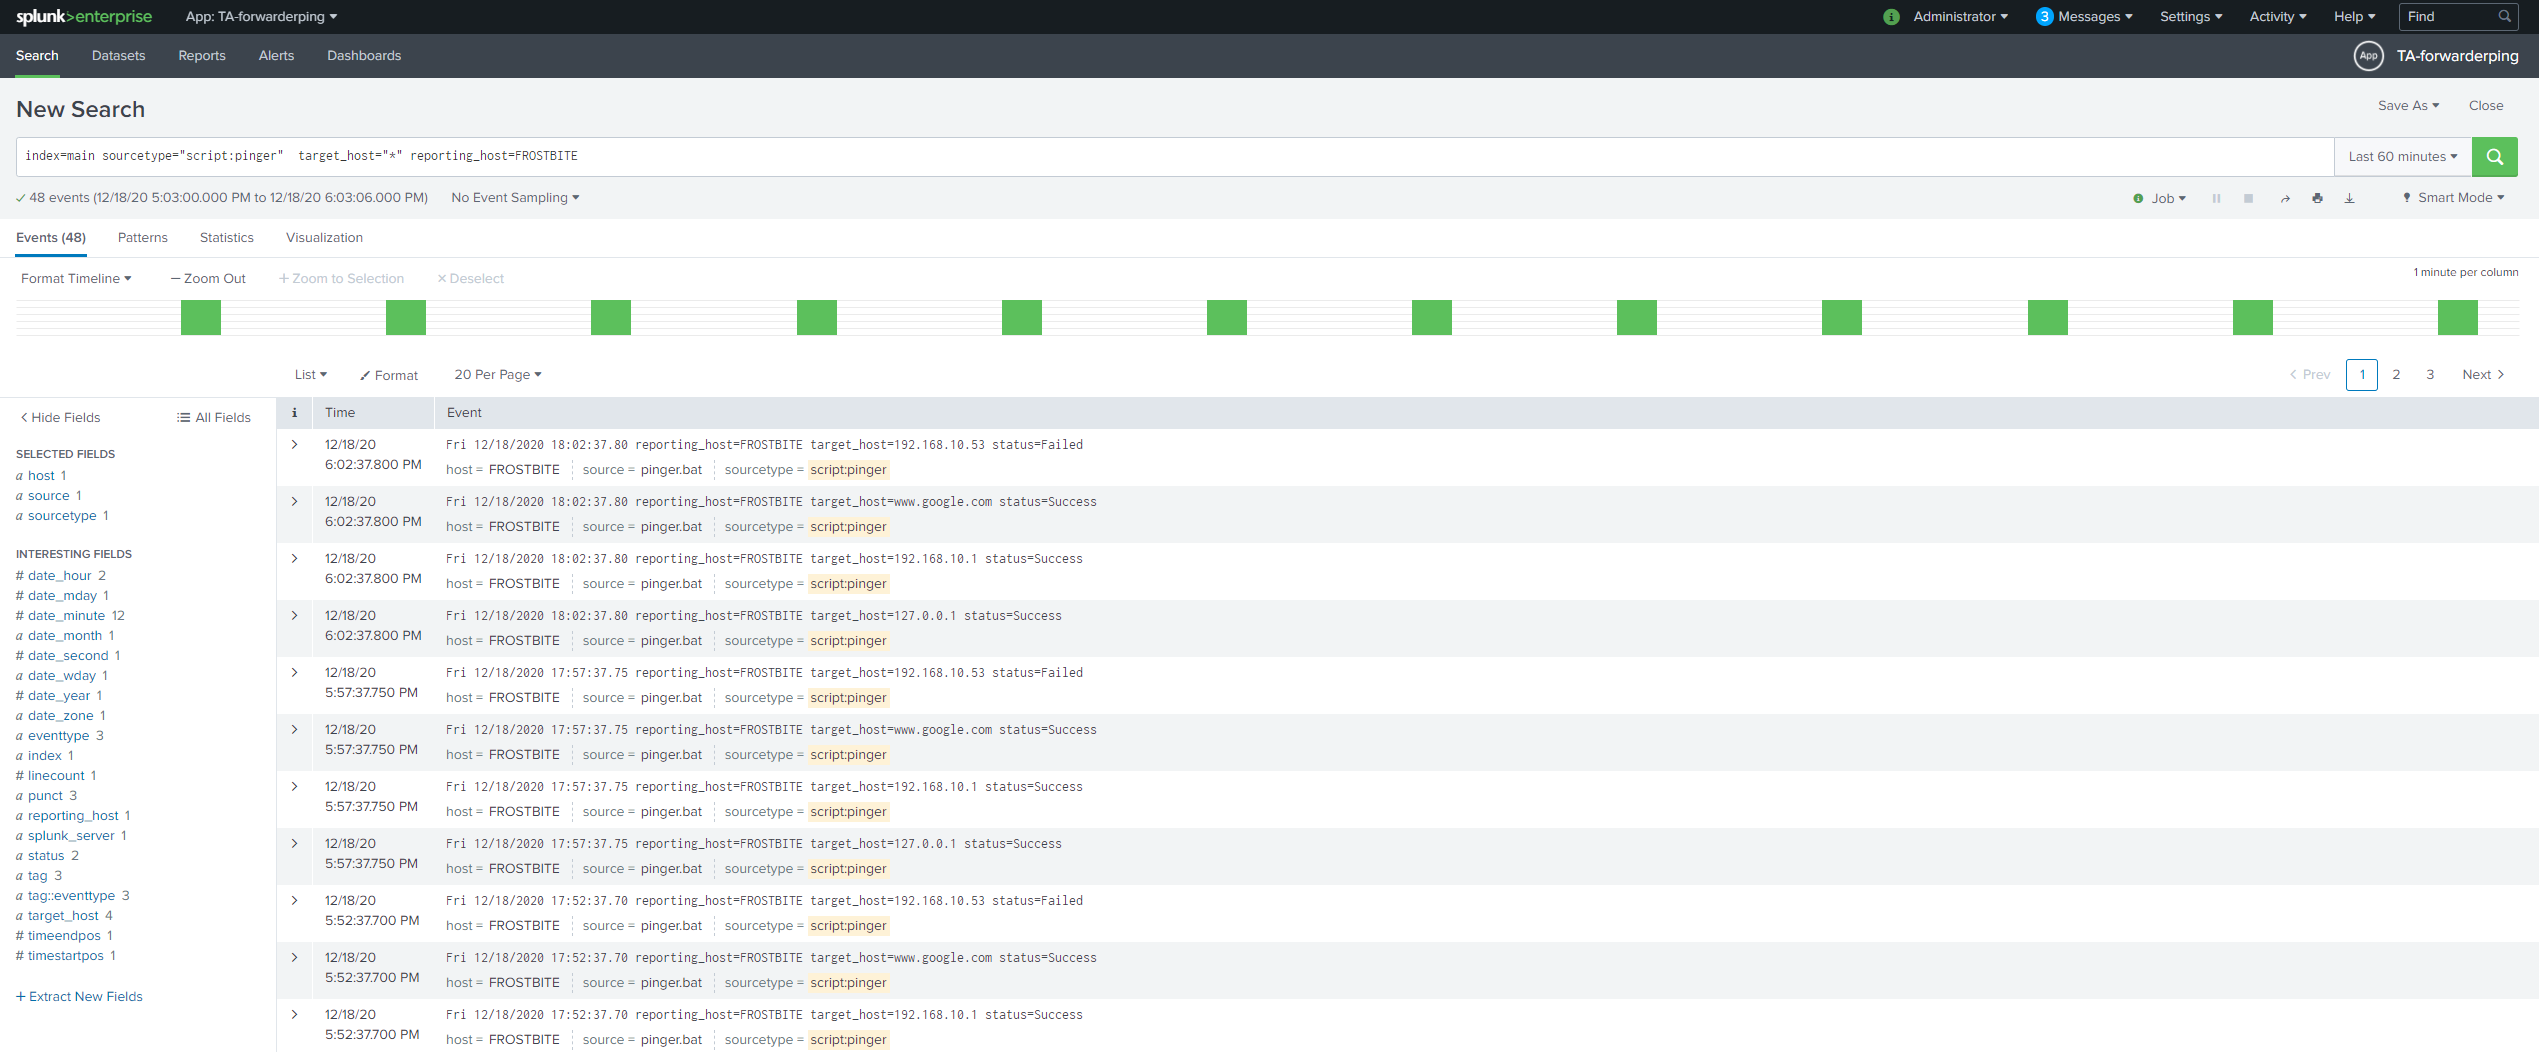 splunk>enterprise App: TA-forwarderping i Administrator 3 Messages Settings Activity Help Find
Search Datasets Reports Alerts Dashboards App TA-forwarderping
New Search Save As Close
index=main sourcetype="script:pinger"  target_host="*" reporting_host=FROSTBITE Last 60 minutes
48 events (12/18/20 5:03:00.000 PM to 12/18/20 6:03:06.000 PM) No Event Sampling Job Smart Mode
Events (48) Patterns Statistics Visualization
Format Timeline — Zoom Out + Zoom to Selection × Deselect 1 minute per column
List Format 20 Per Page < Prev 1 2 3 Next >
< Hide Fields All Fields
SELECTED FIELDS
a host 1
a source 1
a sourcetype 1
INTERESTING FIELDS
# date_hour 2
# date_mday 1
# date_minute 12
a date_month 1
# date_second 1
a date_wday 1
# date_year 1
a date_zone 1
a eventtype 3
a index 1
# linecount 1
a punct 3
a reporting_host 1
a splunk_server 1
a status 2
a tag 3
a tag::eventtype 3
a target_host 4
# timeendpos 1
# timestartpos 1
+ Extract New Fields
i Time Event
12/18/20 Fri 12/18/2020 18:02:37.80 reporting_host=FROSTBITE target_host=192.168.10.53 status=Failed
6:02:37.800 PM host = FROSTBITE source = pinger.bat sourcetype = script:pinger
12/18/20 Fri 12/18/2020 18:02:37.80 reporting_host=FROSTBITE target_host=www.google.com status=Success
6:02:37.800 PM host = FROSTBITE source = pinger.bat sourcetype = script:pinger
12/18/20 Fri 12/18/2020 18:02:37.80 reporting_host=FROSTBITE target_host=192.168.10.1 status=Success
6:02:37.800 PM host = FROSTBITE source = pinger.bat sourcetype = script:pinger
12/18/20 Fri 12/18/2020 18:02:37.80 reporting_host=FROSTBITE target_host=127.0.0.1 status=Success
6:02:37.800 PM host = FROSTBITE source = pinger.bat sourcetype = script:pinger
12/18/20 Fri 12/18/2020 17:57:37.75 reporting_host=FROSTBITE target_host=192.168.10.53 status=Failed
5:57:37.750 PM host = FROSTBITE source = pinger.bat sourcetype = script:pinger
12/18/20 Fri 12/18/2020 17:57:37.75 reporting_host=FROSTBITE target_host=www.google.com status=Success
5:57:37.750 PM host = FROSTBITE source = pinger.bat sourcetype = script:pinger
12/18/20 Fri 12/18/2020 17:57:37.75 reporting_host=FROSTBITE target_host=192.168.10.1 status=Success
5:57:37.750 PM host = FROSTBITE source = pinger.bat sourcetype = script:pinger
12/18/20 Fri 12/18/2020 17:57:37.75 reporting_host=FROSTBITE target_host=127.0.0.1 status=Success
5:57:37.750 PM host = FROSTBITE source = pinger.bat sourcetype = script:pinger
12/18/20 Fri 12/18/2020 17:52:37.70 reporting_host=FROSTBITE target_host=192.168.10.53 status=Failed
5:52:37.700 PM host = FROSTBITE source = pinger.bat sourcetype = script:pinger
12/18/20 Fri 12/18/2020 17:52:37.70 reporting_host=FROSTBITE target_host=www.google.com status=Success
5:52:37.700 PM host = FROSTBITE source = pinger.bat sourcetype = script:pinger
12/18/20 Fri 12/18/2020 17:52:37.70 reporting_host=FROSTBITE target_host=192.168.10.1 status=Success
5:52:37.700 PM host = FROSTBITE source = pinger.bat sourcetype = script:pinger